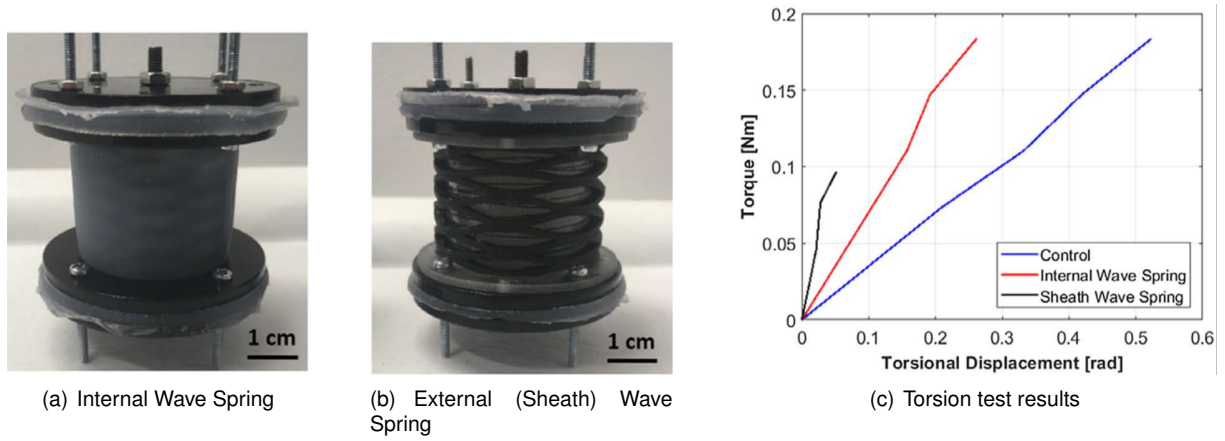 1 cm
1 cm
0.2
0.15
0.1
0.05
0
0
0.1
0.2
0.3
0.4
0.5
0.6
Torque [Nm]
Torsional Displacement [rad]
Control
Internal Wave Spring
Sheath Wave Spring
(a) Internal Wave Spring
(b) External (Sheath) Wave
Spring
(c) Torsion test results